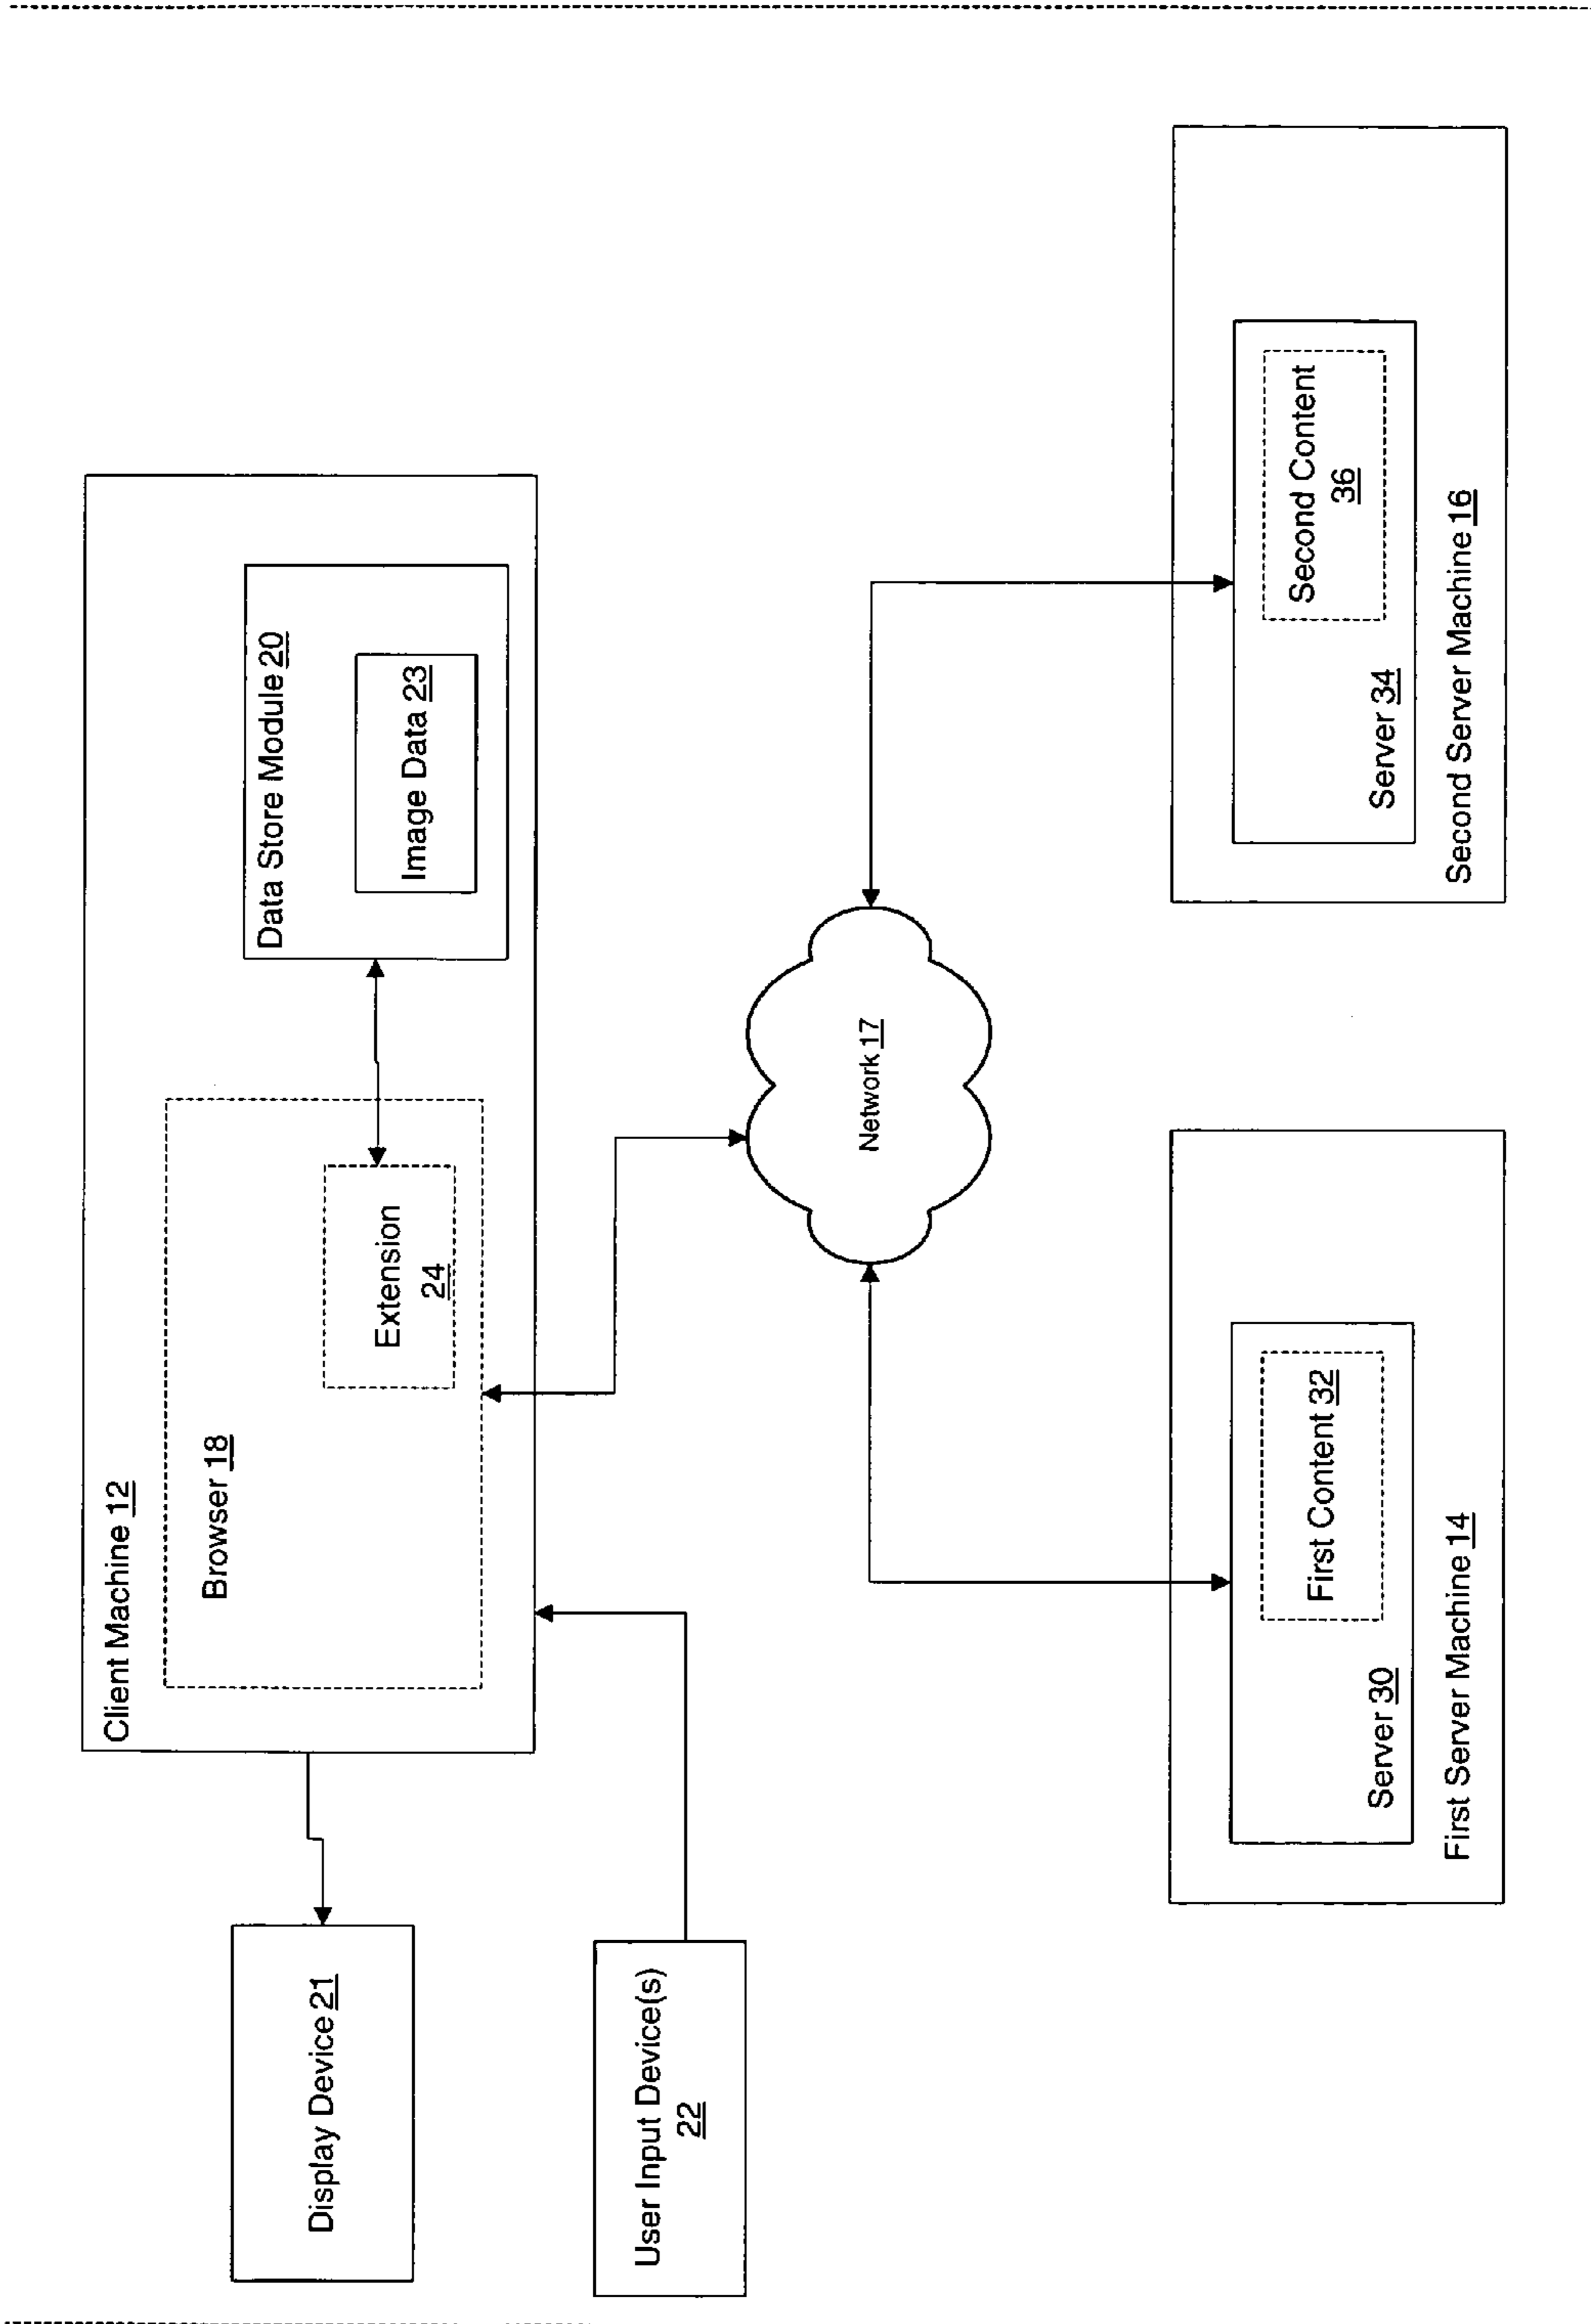 Client Machine 12
Browser 18
Extension
24
Data Store Module 20
Image Data 23
Display Device 21
User Input Device(s)
22
Network 17
First Content 32
Server 30
First Server Machine 14
Second Content
36
Server 34
Second Server Machine 16